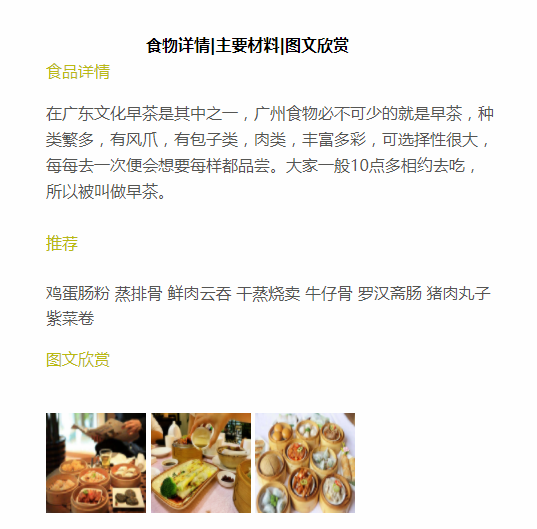 食物详情|主要材料|图文欣赏
食品详情
在广东文化早茶是其中之一，广州食物必不可少的就是早茶，种
类繁多，有风爪，有包子类，肉类，丰富多彩，可选择性很大，
每每去一次便会想要每样都品尝。大家一般10点多相约去吃，
所以被叫做早茶。
推荐
鸡蛋肠粉 蒸排骨 鲜肉云吞 干蒸烧卖 牛仔骨 罗汉斋肠 猪肉丸子
紫菜卷
图文欣赏